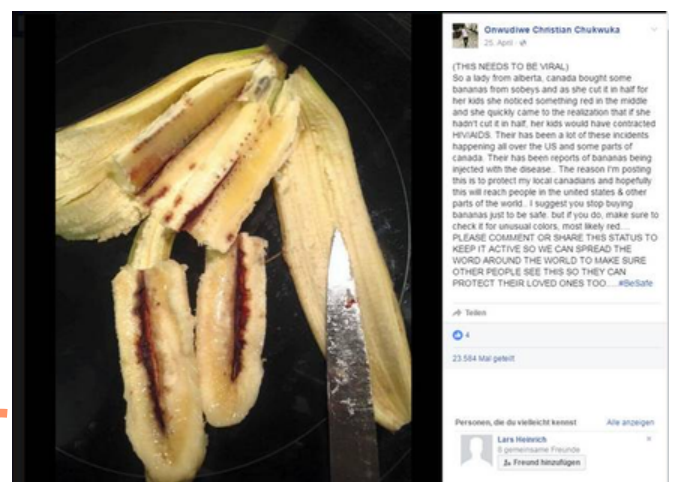 Onwudiwe Christian Chukwuka
25. April ·
(THIS NEEDS TO BE VIRAL)
So a lady from alberta, canada bought some
bananas from sobeys and as she cut it in half for
her kids she noticed something red in the middle
and she quickly came to the realization that if she
hadn't cut it in half, her kids would have contracted
HIV/AIDS. Their has been a lot of these incidents
happening all over the US and some parts of
canada. Their has been reports of bananas being
injected with the disease.. The reason I'm posting
this is to protect my local canadians and hopefully
this will reach people in the united states & other
parts of the world.. I suggest you stop buying
bananas just to be safe. but if you do, make sure to
check it for unusual colors, most likely red....
PLEASE COMMENT OR SHARE THIS STATUS TO
KEEP IT ACTIVE SO WE CAN SPREAD THE
WORD AROUND THE WORLD TO MAKE SURE
OTHER PEOPLE SEE THIS SO THEY CAN
PROTECT THEIR LOVED ONES TOO.....#BeSafe
Teilen
4
23.584 Mal geteilt
Personen, die du vielleicht kennst Alle anzeigen
Lars Heinrich
6 gemeinsame Freunde
Freund hinzufügen